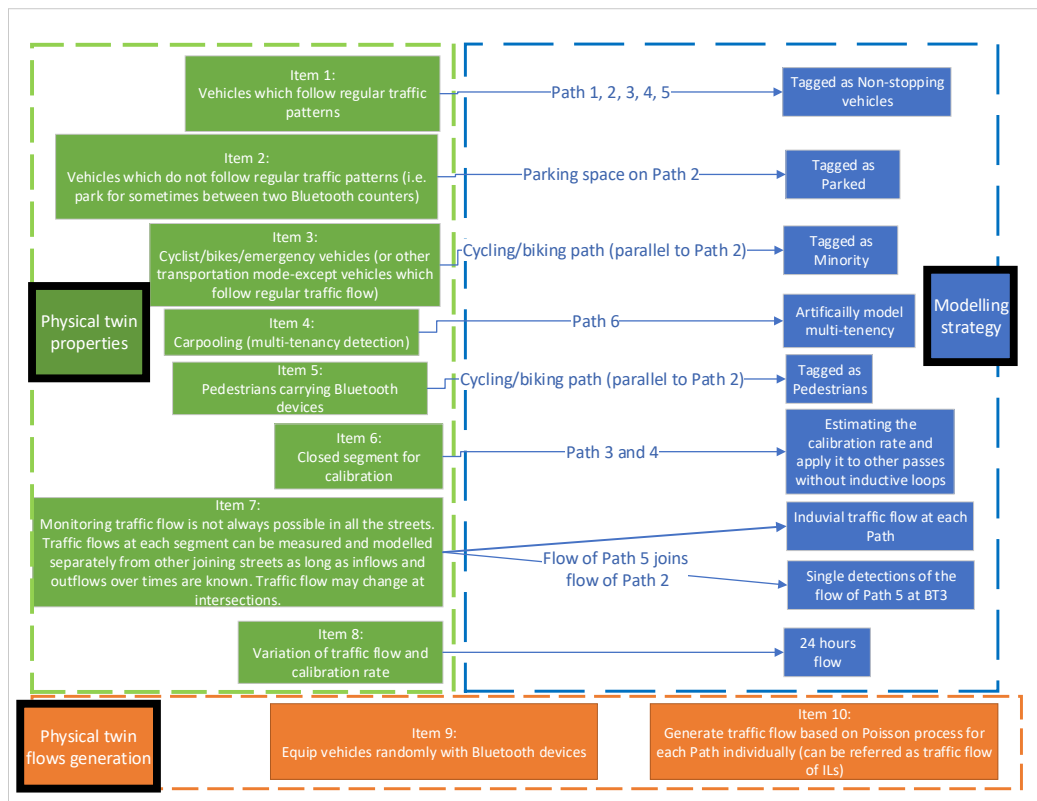 Item 1:
Vehicles which follow regular traffic
patterns
Path 1, 2, 3, 4, 5
Tagged as Non-stopping
vehicles
Item 2:
Vehicles which do not follow regular traffic patterns (i.e.
park for sometimes between two Bluetooth counters)
Parking space on Path 2
Tagged as
Parked
Item 3:
Cyclist/bikes/emergency vehicles (or other
transportation mode-except vehicles which
follow regular traffic flow)
Cycling/biking path (parallel to Path 2)
Tagged as
Minority
Physical twin
properties
Modelling
strategy
Item 4:
Carpooling (multi-tenancy detection)
Path 6
Artificailly model
multi-tenency
Item 5:
Pedestrians carrying Bluetooth
devices
Cycling/biking path (parallel to Path 2)
Tagged as
Pedestrians
Item 6:
Closed segment for
calibration
Path 3 and 4
Estimating the
calibration rate and
apply it to other passes
without inductive loops
Item 7:
Monitoring traffic flow is not always possible in all the streets.
Traffic flows at each segment can be measured and modelled
separately from other joining streets as long as inflows and
outflows over times are known. Traffic flow may change at
intersections.
Flow of Path 5 joins
flow of Path 2
Induvial traffic flow at each
Path
Single detections of the
flow of Path 5 at BT3
Item 8:
Variation of traffic flow and
calibration rate
24 hours
flow
Physical twin
flows generation
Item 9:
Equip vehicles randomly with Bluetooth devices
Item 10:
Generate traffic flow based on Poisson process for
each Path individually (can be referred as traffic flow
of ILs)